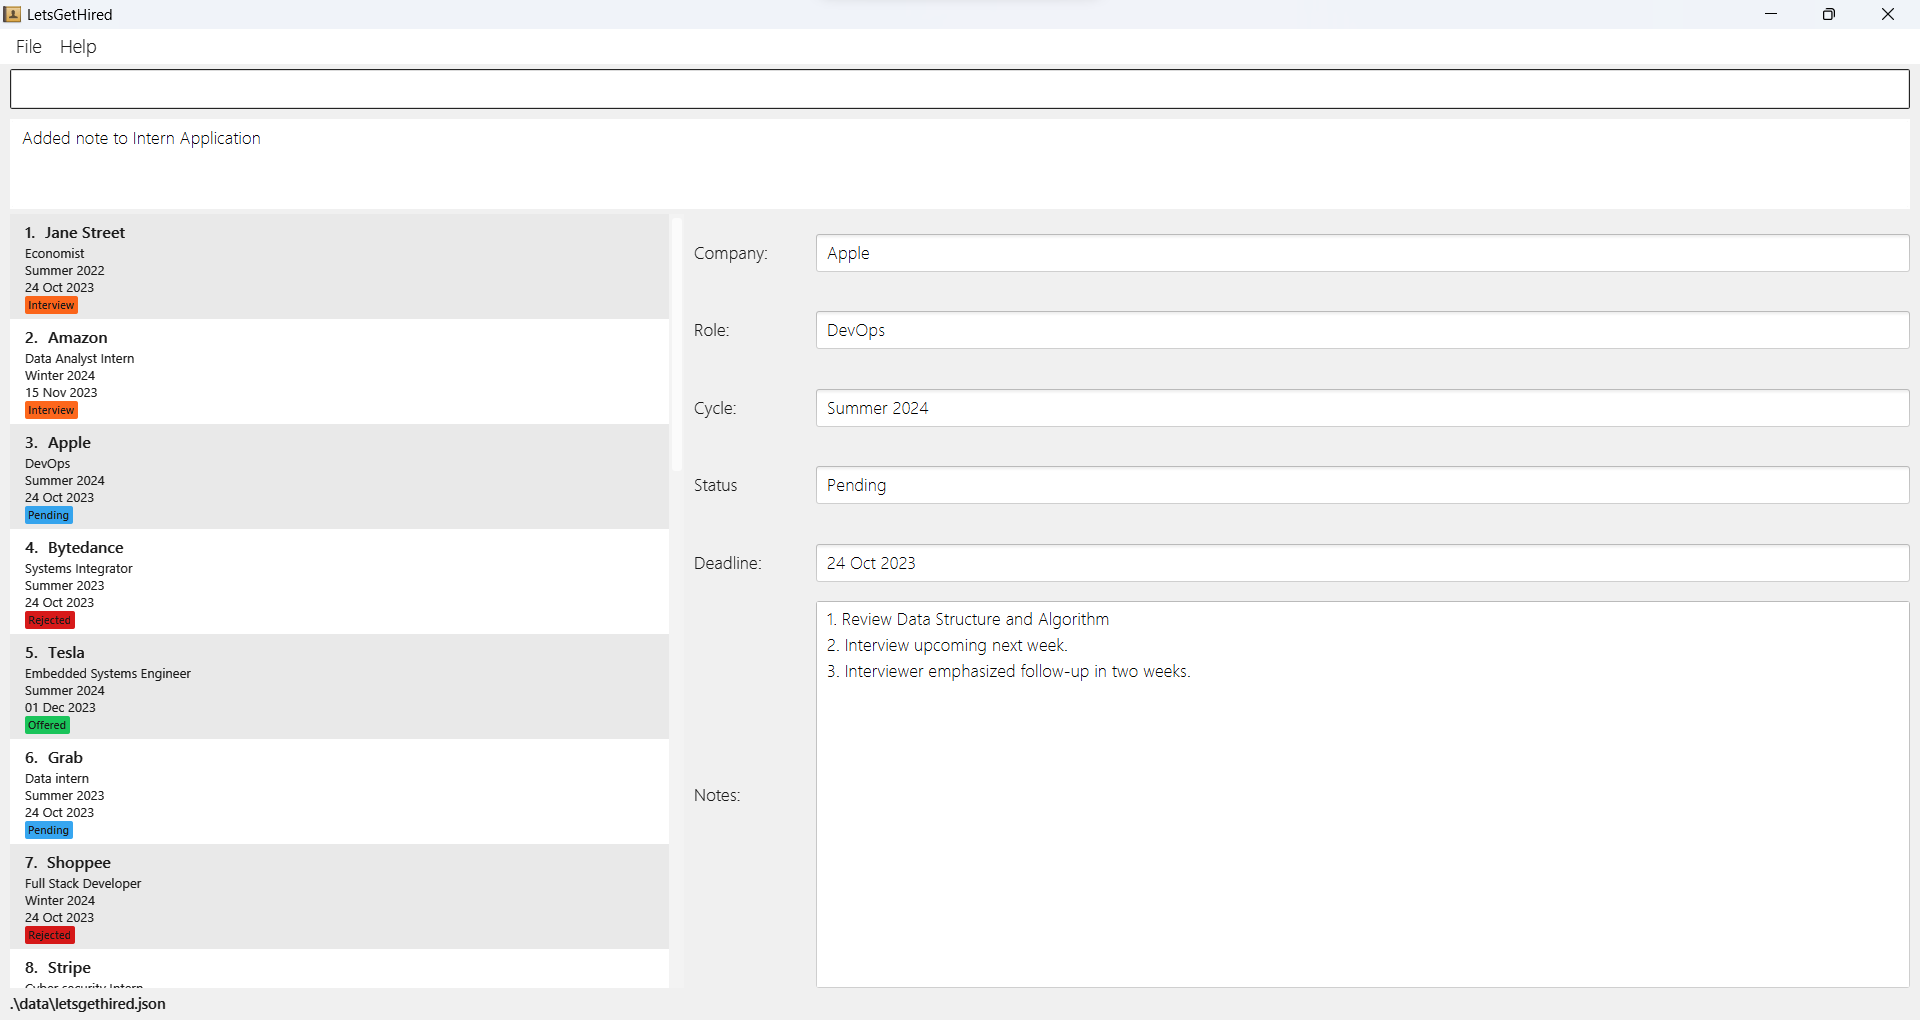 LetsGetHired
File Help
Added note to Intern Application
1. Jane Street
Economist
Summer 2022
24 Oct 2023
Interview
2. Amazon
Data Analyst Intern
Winter 2024
15 Nov 2023
Interview
3. Apple
DevOps
Summer 2024
24 Oct 2023
Pending
4. Bytedance
Systems Integrator
Summer 2023
24 Oct 2023
Rejected
5. Tesla
Embedded Systems Engineer
Summer 2024
01 Dec 2023
Offered
6. Grab
Data intern
Summer 2023
24 Oct 2023
Pending
7. Shoppee
Full Stack Developer
Winter 2024
24 Oct 2023
Rejected
8. Stripe
Cyber security Intern
Company: Apple
Role: DevOps
Cycle: Summer 2024
Status Pending
Deadline: 24 Oct 2023
Notes:
1. Review Data Structure and Algorithm
2. Interview upcoming next week.
3. Interviewer emphasized follow-up in two weeks.
.\data\letsgethired.json